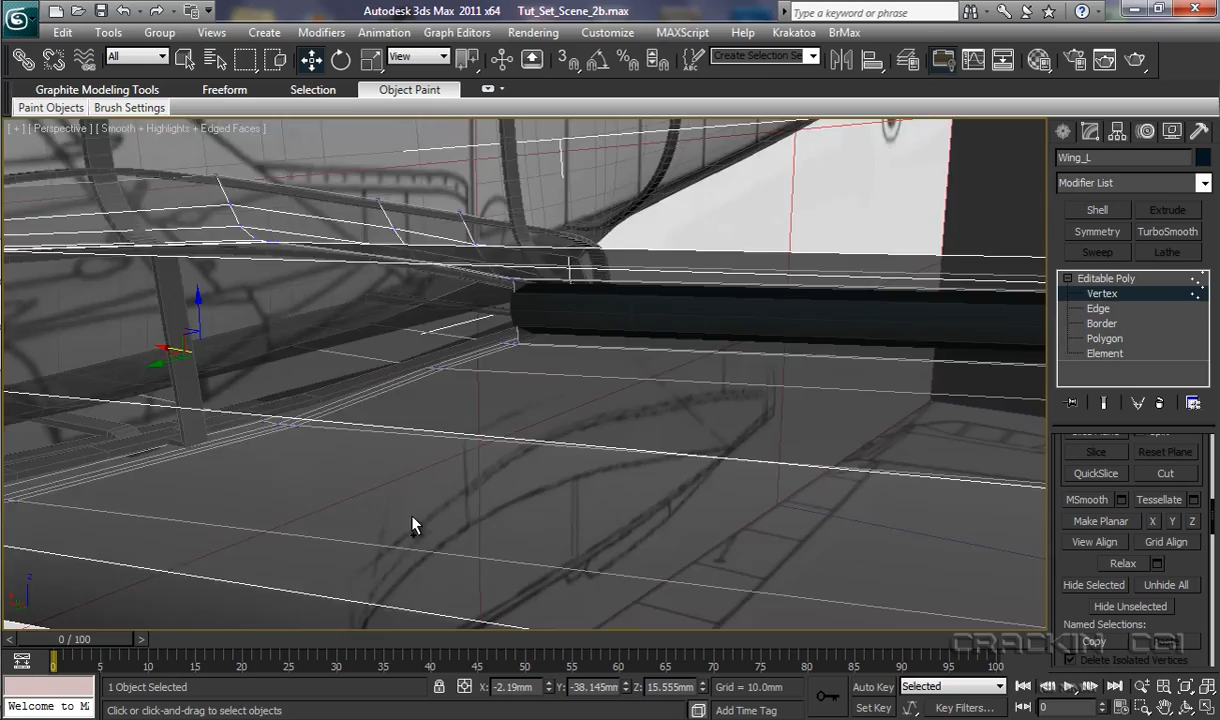 Autodesk 3ds Max 2011 x64 Tut_Set_Scene_2b.max
Type a keyword or phrase
Edit Tools Group Views Create Modifiers Animation Graph Editors Rendering Customize MAXScript Help Krakatoa BrMax
All
View
Create Selection Se
Graphite Modeling Tools Freeform Selection Object Paint
Paint Objects Brush Settings
[ + ] [ Perspective ] [ Smooth + Highlights + Edged Faces ]
Wing_L
Modifier List
Shell Extrude
Symmetry TurboSmooth
Sweep Lathe
Editable Poly
Vertex
Edge
Border
Polygon
Element
Slice Reset Plane
QuickSlice Cut
MSmooth Tessellate
Make Planar X Y Z
View Align Grid Align
Relax
Hide Selected Unhide All
Hide Unselected
Named Selections:
Copy
Delete Isolated Vertices
CRACKIN CGI
z
< 0 / 100 >
0 5 10 15 20 25 30 35 40 45 50 55 60 65 70 75 80 85 90 95 100
1 Object Selected X: -2.19mm Y: -38.145mm Z: 15.555mm Grid = 10.0mm Auto Key Selected
Welcome to MA Click or click-and-drag to select objects Add Time Tag Set Key Key Filters... 0